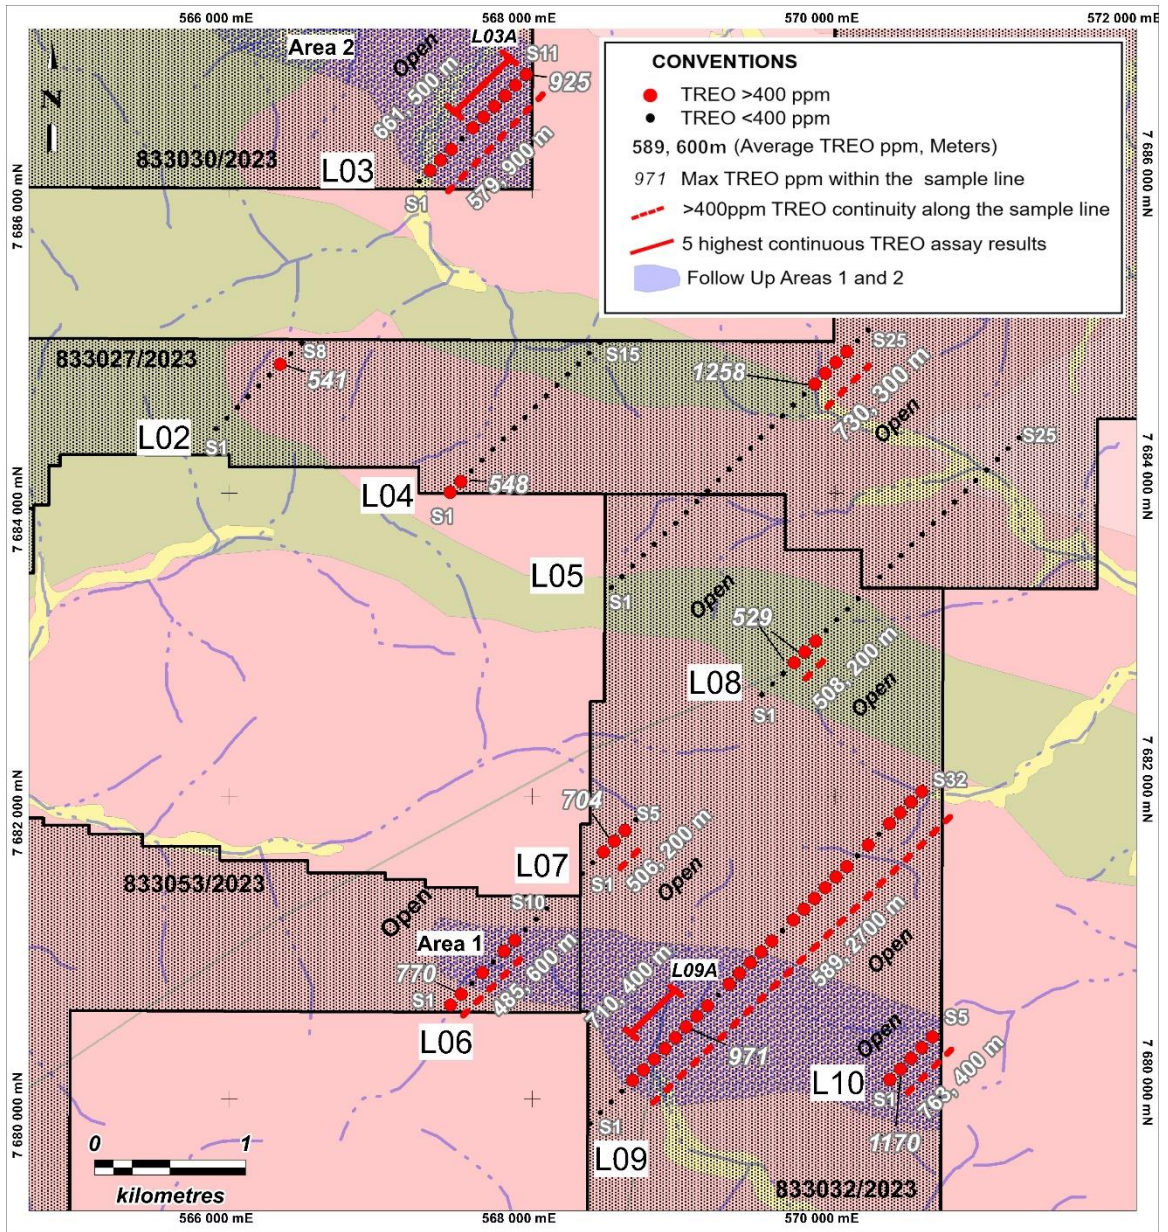 566 000 mE
568 000 mE
570 000 mE
572 000 mE
Area 2
Open
L03A
S11
925
661, 500 m
N
833030/2023
L03
579, 900 m
S1
7 686 000 mN
7 686 000 mN
CONVENTIONS
TREO >400 ppm
TREO <400 ppm
589, 600m (Average TREO ppm, Meters)
971 Max TREO ppm within the sample line
>400ppm TREO continuity along the sample line
5 highest continuous TREO assay results
Follow Up Areas 1 and 2
833027/2023
S8
541
L02
S1
S15
1258
S25
730, 300 m
Open
S25
L04
548
S1
7 684 000 mN
7 684 000 mN
L05
S1
Open
529
L08
508, 200 m
Open
S1
704
S5
S32
7 682 000 mN
7 682 000 mN
L07
S1
506, 200 m
Open
833053/2023
Open
S10
Area 1
770
485, 600 m
S1
L06
710, 400 m
L09A
589, 2700 m
Open
971
Open
S5
L10
S1
763, 400 m
1170
7 680 000 mN
7 680 000 mN
S1
L09
0
1
kilometres
833032/2023
566 000 mE
568 000 mE
570 000 mE